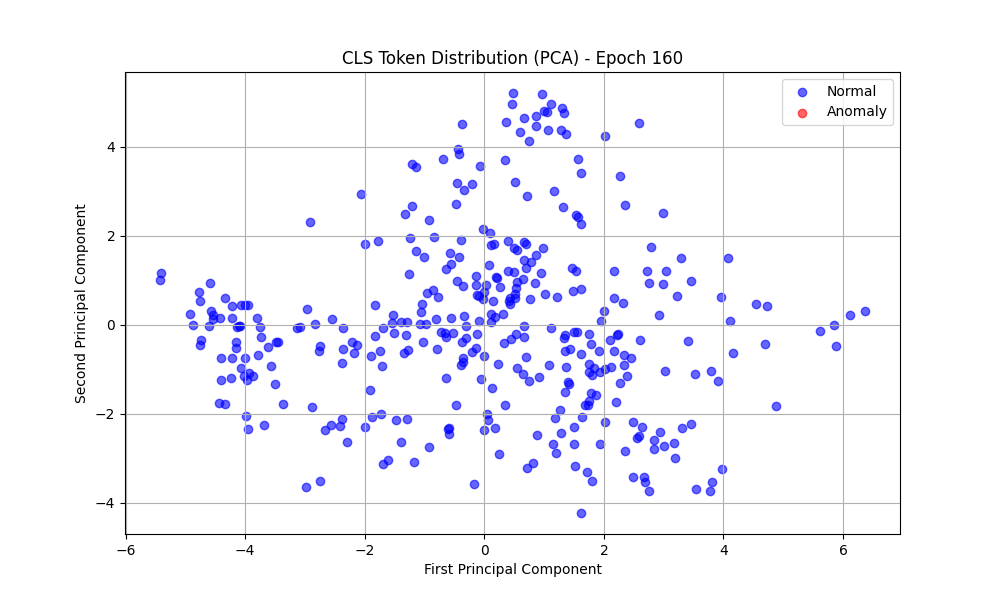 CLS Token Distribution (PCA) - Epoch 160
Normal
Anomaly
Second Principal Component
4
2
0
−2
−4
−6 −4 −2 0 2 4 6
First Principal Component